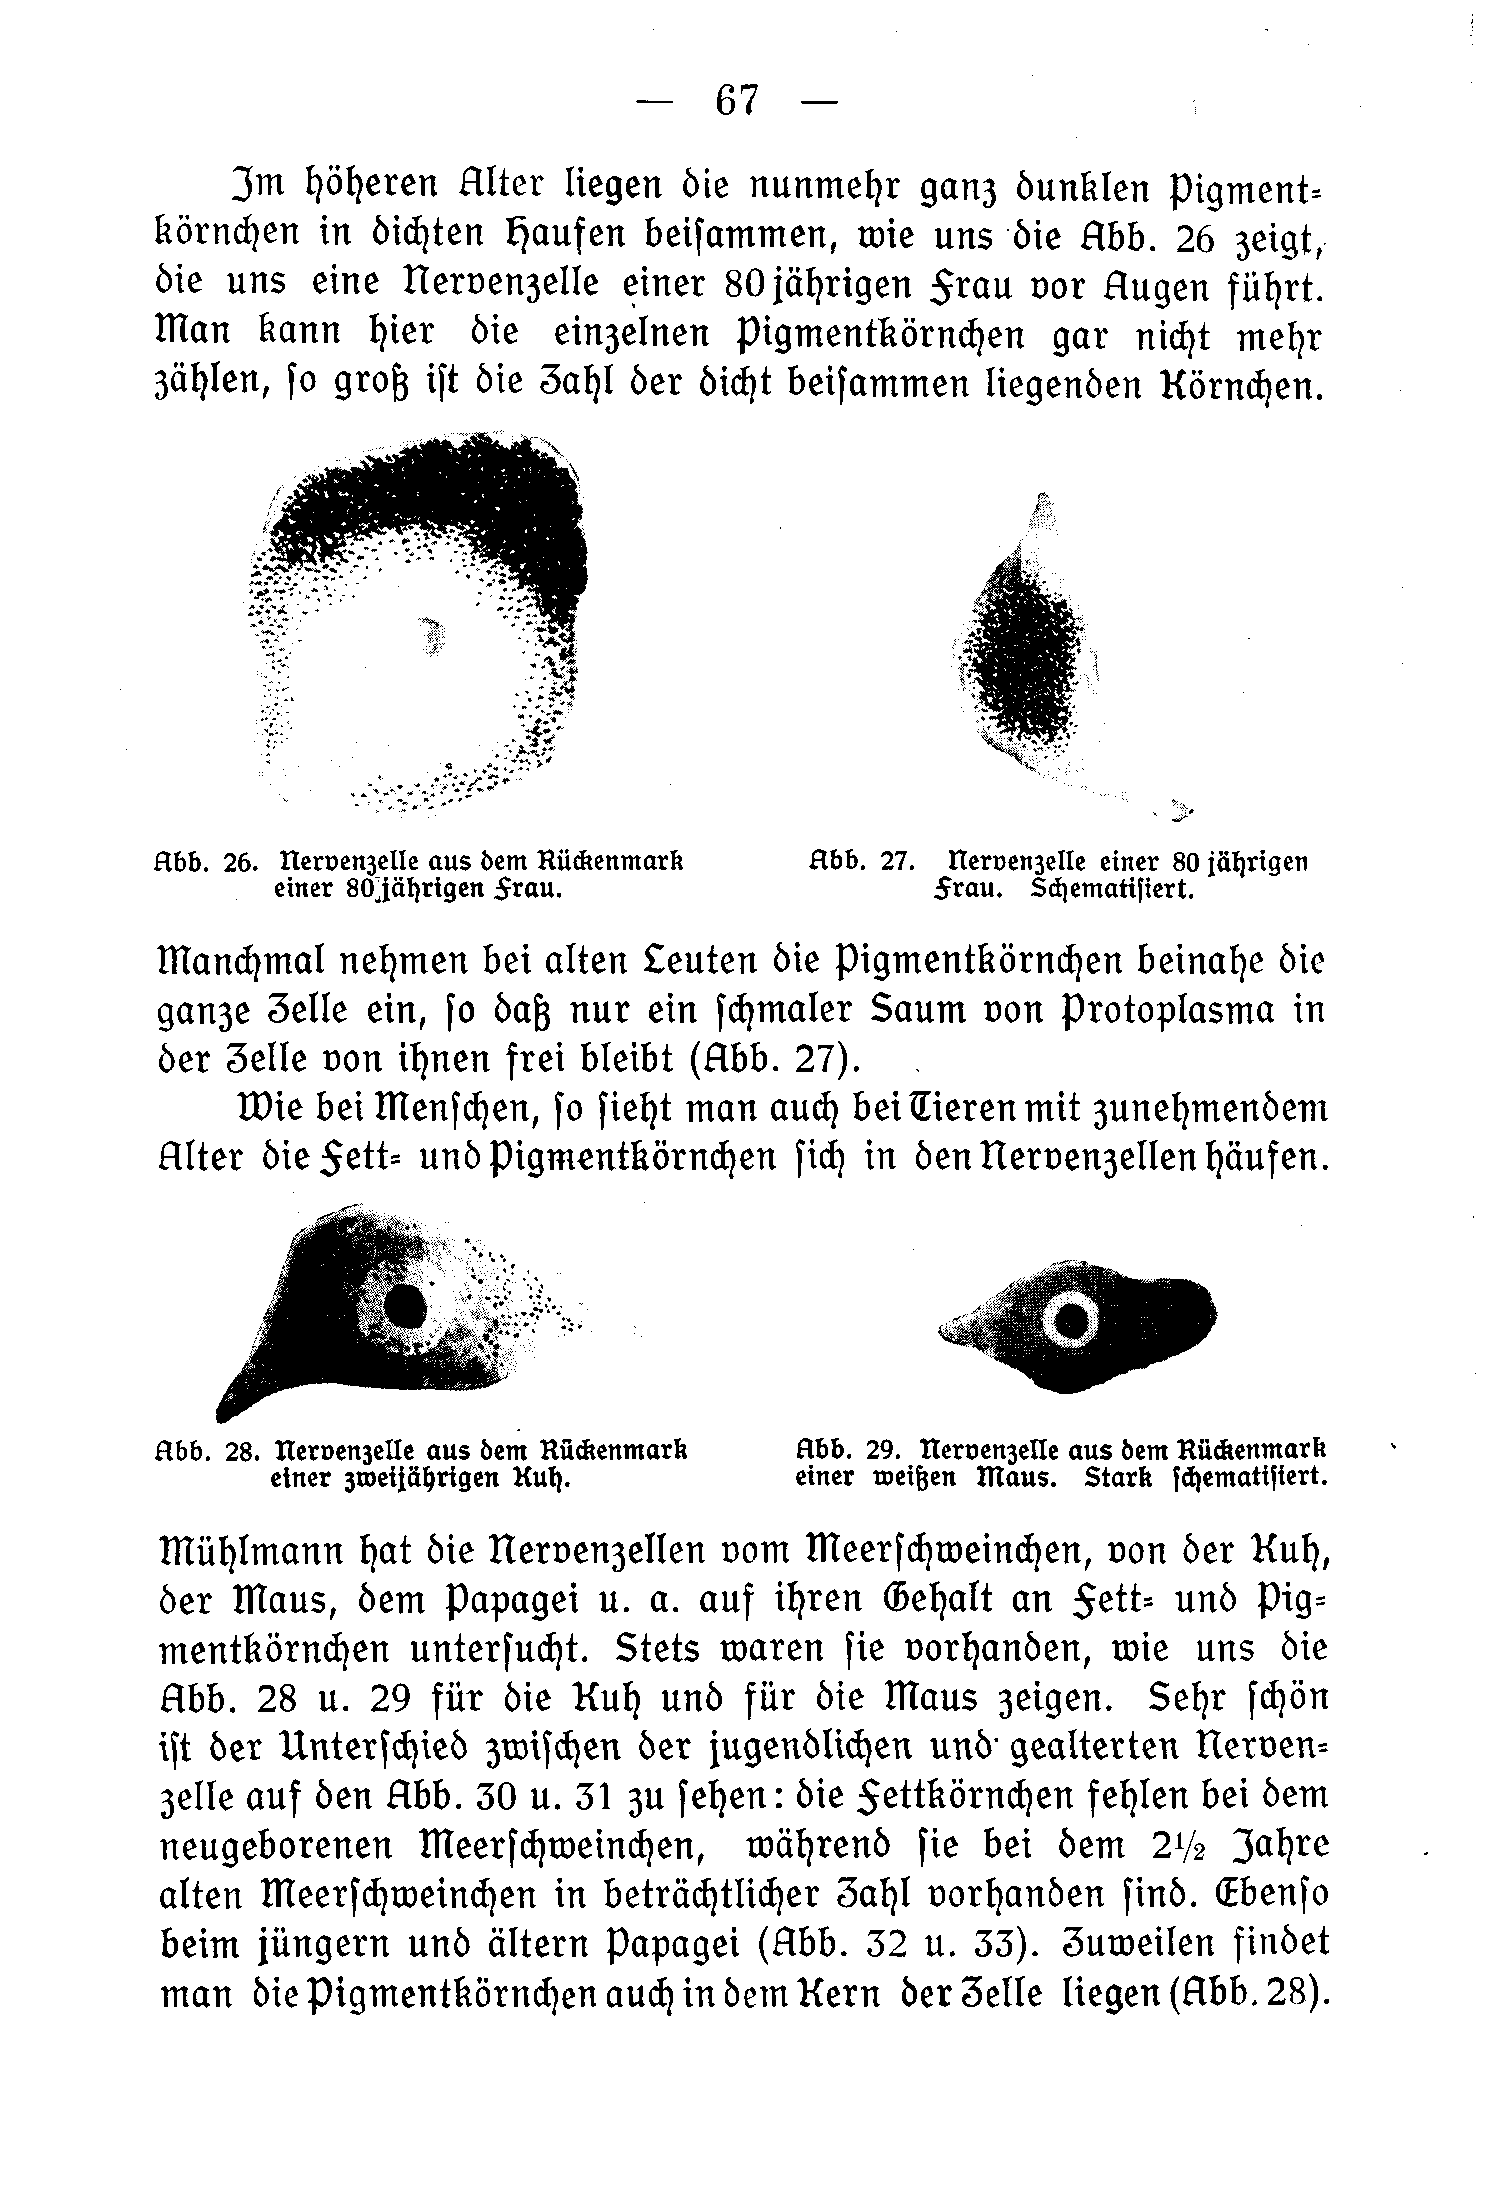 — 67 —
Im höheren Alter liegen die nunmehr ganz dunklen Pigment-
körnchen in dichten Haufen beisammen, wie uns die Abb. 26 zeigt,
die uns eine Nervenzelle einer 80jährigen Frau vor Augen führt.
Man kann hier die einzelnen Pigmentkörnchen gar nicht mehr
zählen, so groß ist die Zahl der dicht beisammen liegenden Körnchen.
Abb. 26. Nervenzelle aus dem Rückenmark
einer 80jährigen Frau.
Abb. 27. Nervenzelle einer 80 jährigen
Frau. Schematisiert.
Manchmal nehmen bei alten Leuten die Pigmentkörnchen beinahe die
ganze Zelle ein, so daß nur ein schmaler Saum von Protoplasma in
der Zelle von ihnen frei bleibt (Abb. 27).
Wie bei Menschen, so sieht man auch bei Tieren mit zunehmendem
Alter die Fett- und Pigmentkörnchen sich in den Nervenzellen häufen.
Abb. 28. Nervenzelle aus dem Rückenmark
einer zweijährigen Kuh.
Abb. 29. Nervenzelle aus dem Rückenmark
einer weißen Maus. Stark schematisiert.
Mühlmann hat die Nervenzellen vom Meerschweinchen, von der Kuh,
der Maus, dem Papagei u. a. auf ihren Gehalt an Fett- und Pig-
mentkörnchen untersucht. Stets waren sie vorhanden, wie uns die
Abb. 28 u. 29 für die Kuh und für die Maus zeigen. Sehr schön
ist der Unterschied zwischen der jugendlichen und gealterten Nerven-
zelle auf den Abb. 30 u. 31 zu sehen: die Fettkörnchen fehlen bei dem
neugeborenen Meerschweinchen, während sie bei dem 2½ Jahre
alten Meerschweinchen in beträchtlicher Zahl vorhanden sind. Ebenso
beim jüngern und ältern Papagei (Abb. 32 u. 33). Zuweilen findet
man die Pigmentkörnchen auch in dem Kern der Zelle liegen (Abb. 28).